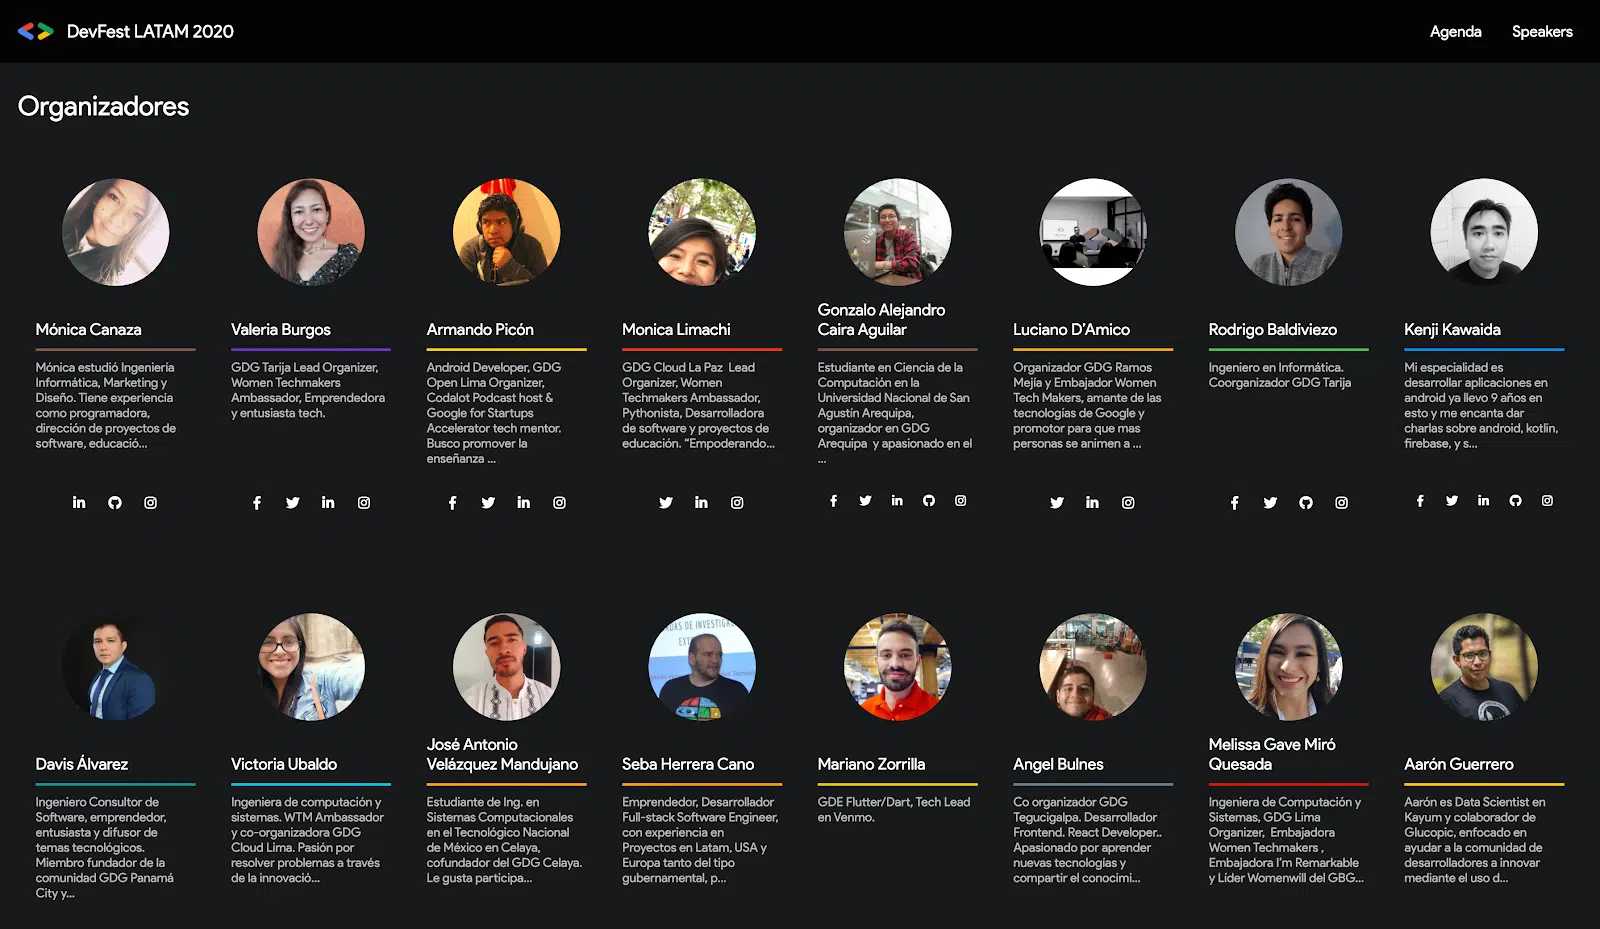 DevFest LATAM 2020
Agenda
Speakers
Organizadores
Mónica Canaza
Mónica estudió Ingeniería
Informática, Marketing y
Diseño. Tiene experiencia
como programadora,
dirección de proyectos de
software, educació...
Valeria Burgos
GDG Tarija Lead Organizer,
Women Techmakers
Ambassador, Emprendedora
y entusiasta tech.
Armando Picón
Android Developer, GDG
Open Lima Organizer,
Codalot Podcast host &
Google for Startups
Accelerator tech mentor.
Busco promover la
enseñanza ...
Monica Limachi
GDG Cloud La Paz Lead
Organizer, Women
Techmakers Ambassador,
Pythonista, Desarrolladora
de software y proyectos de
educación. “Empoderando...
Gonzalo Alejandro
Caira Aguilar
Estudiante en Ciencia de la
Computación en la
Universidad Nacional de San
Agustín Arequipa,
organizador en GDG
Arequipa y apasionado en el
...
Luciano D’Amico
Organizador GDG Ramos
Mejía y Embajador Women
Tech Makers, amante de las
tecnologías de Google y
promotor para que mas
personas se animen a ...
Rodrigo Baldiviezo
Ingeniero en Informática.
Coorganizador GDG Tarija
Kenji Kawaida
Mi especialidad es
desarrollar aplicaciones en
android ya llevo 9 años en
esto y me encanta dar
charlas sobre android, kotlin,
firebase, y s...
Davis Álvarez
Ingeniero Consultor de
Software, emprendedor,
entusiasta y difusor de
temas tecnológicos.
Miembro fundador de la
comunidad GDG Panamá
City y...
Victoria Ubaldo
Ingeniera de computación y
sistemas. WTM Ambassador
y co-organizadora GDG
Cloud Lima. Pasión por
resolver problemas a través
de la innovació...
José Antonio
Velázquez Mandujano
Estudiante de Ing. en
Sistemas Computacionales
en el Tecnológico Nacional
de México en Celaya,
cofundador del GDG Celaya.
Le gusta participa...
Seba Herrera Cano
Emprendedor, Desarrollador
Full-stack Software Engineer,
con experiencia en
Proyectos en Latam, USA y
Europa tanto del tipo
gubernamental, p...
Mariano Zorrilla
GDE Flutter/Dart, Tech Lead
en Venmo.
Angel Bulnes
Co organizador GDG
Tegucigalpa. Desarrollador
Frontend. React Developer..
Apasionado por aprender
nuevas tecnologías y
compartir el conocimi...
Melissa Gave Miró
Quesada
Ingeniera de Computación y
Sistemas, GDG Lima
Organizer, Embajadora
Women Techmakers ,
Embajadora I’m Remarkable
y Líder Womenwill del GBG...
Aarón Guerrero
Aarón es Data Scientist en
Kayum y colaborador de
Glucopic, enfocado en
ayudar a la comunidad de
desarrolladores a innovar
mediante el uso d...